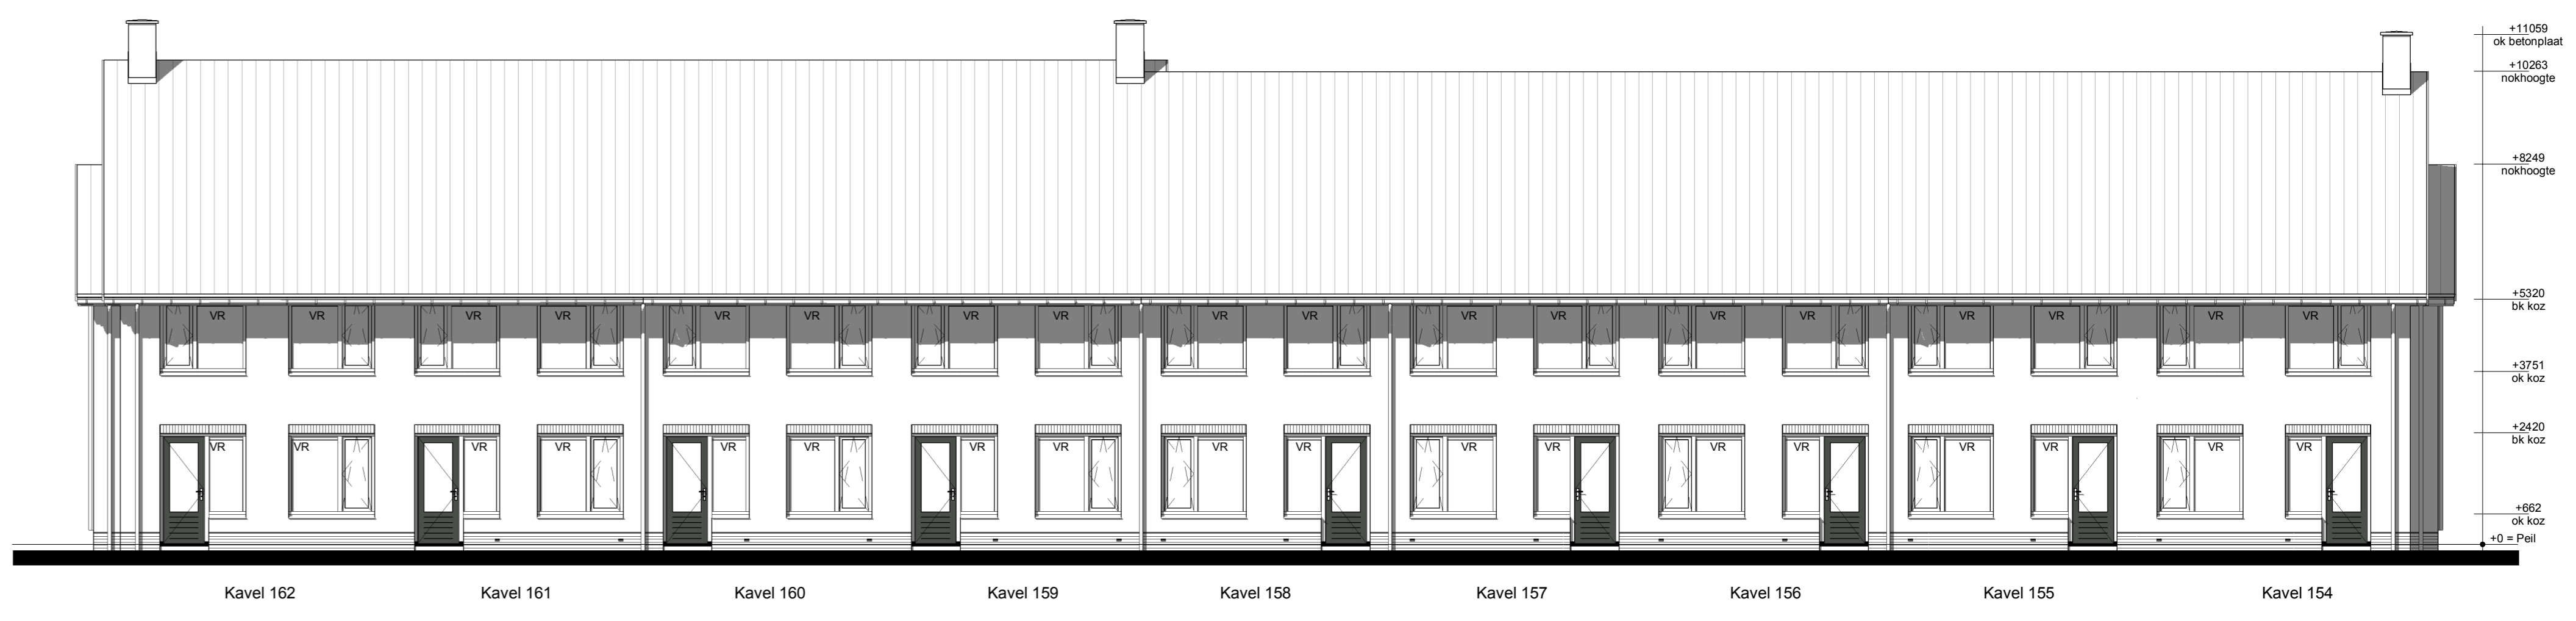 +11059
ok betonplaat
+10263
nokhoogte
+8249
nokhoogte
+5320
bk koz
VR VR VR VR VR VR VR VR VR VR VR VR VR VR VR VR VR VR
+3751
ok koz
+2420
bk koz
VR VR VR VR VR VR VR VR VR VR VR VR VR VR VR VR VR VR
+662
ok koz
+0 = Peil
Kavel 162 Kavel 161 Kavel 160 Kavel 159 Kavel 158 Kavel 157 Kavel 156 Kavel 155 Kavel 154